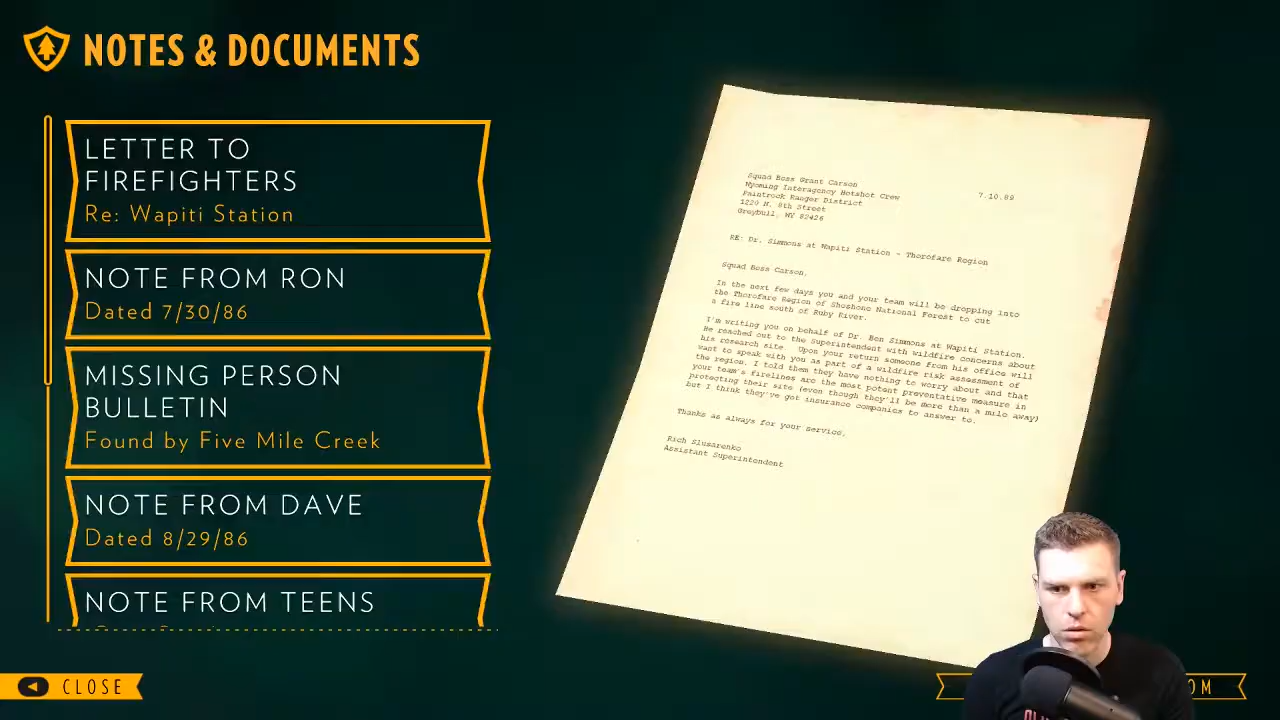 NOTES & DOCUMENTS
LETTER TO
FIREFIGHTERS
Re: Wapiti Station
NOTE FROM RON
Dated 7/30/86
MISSING PERSON
BULLETIN
Found by Five Mile Creek
NOTE FROM DAVE
Dated 8/29/86
NOTE FROM TEENS
CLOSE
Squad Boss Grant Carson
Wyoming Interagency Hotshot Crew
Paintrock Ranger District
1220 N. 8th Street
Greybull, WY 82426
7.10.89
RE: Dr. Simmons at Wapiti Station - Thorofare Region
Squad Boss Carson,
In the next few days you and your team will be dropping into
the Thorofare Region of Shoshone National Forest to cut
a fire line south of Ruby River.
I'm writing you on behalf of Dr. Ben Simmons at Wapiti Station.
He reached out to the Superintendent with wildfire concerns about
his research site. Upon your return someone from his office will
want to speak with you as part of a wildfire risk assessment of
the region. I told them they have nothing to worry about and that
your team's firelines are the most potent preventative measure in
protecting their site (even though they'll be more than a mile away)
but I think they've got insurance companies to answer to.
Thanks as always for your service,
Rich Slusarenko
Assistant Superintendent